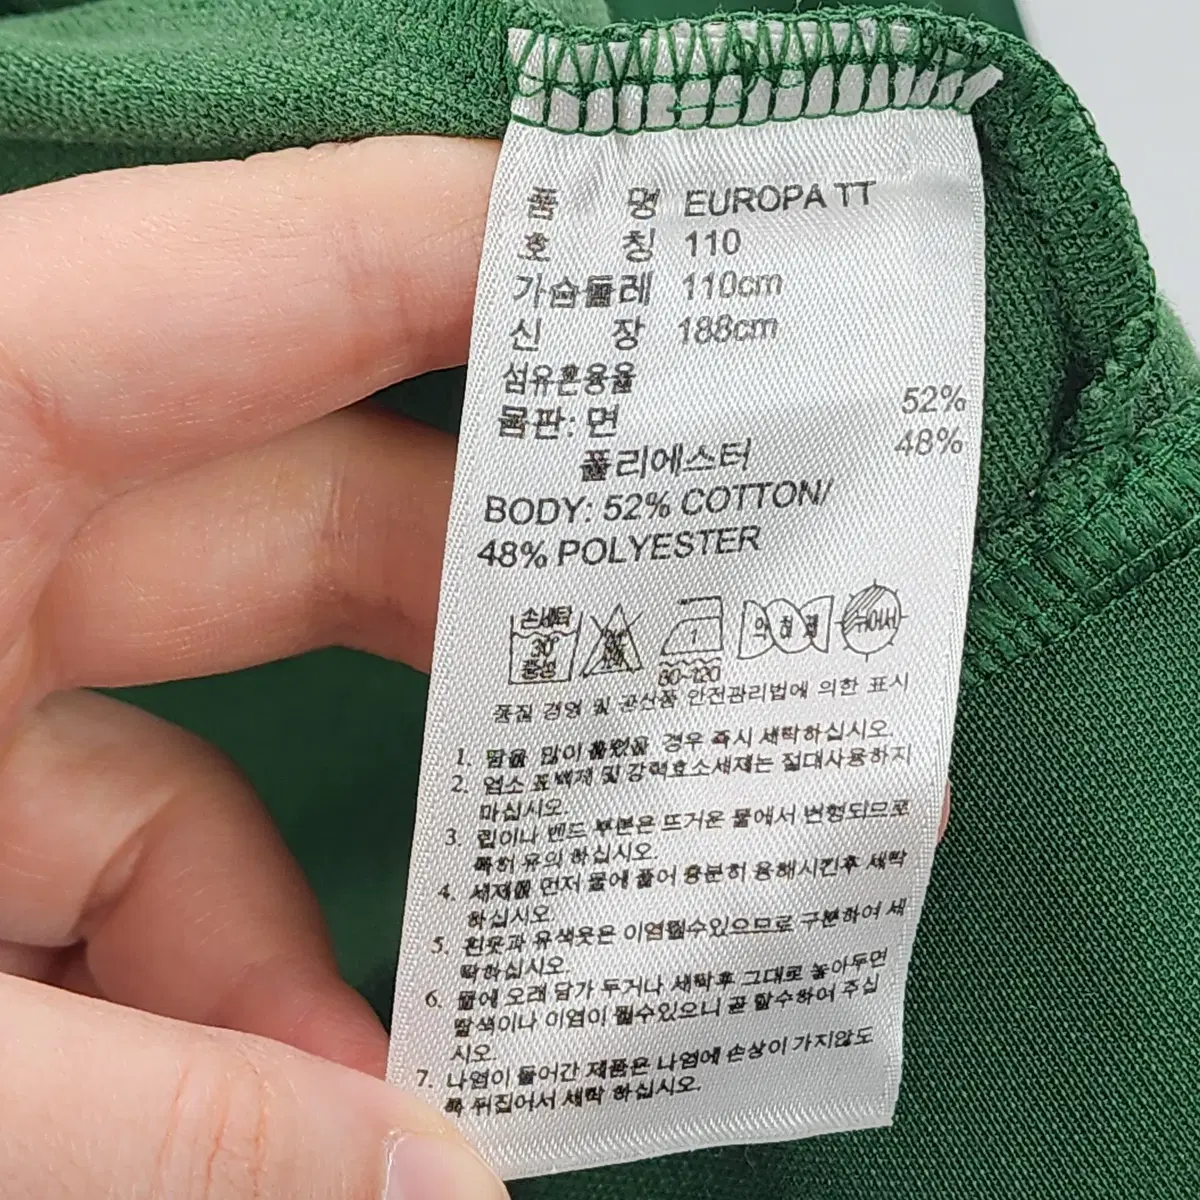 품 명 EUROPA TT
호 칭 110
가슴둘레 110cm
신 장 188cm
섬유혼용율
몸판: 면 52%
폴리에스터 48%
BODY: 52% COTTON/
48% POLYESTER
손세탁 30° 중성
1 80-120
약하게
뉘어서
품질 경영 및 공산품 안전관리법에 의한 표시
1. 땀을 많이 흘렸을 경우 즉시 세탁하십시오.
2. 염소 표백제 및 강력효소세제는 절대사용하지
마십시오.
3. 립이나 밴드 부분은 뜨거운 물에서 변형되므로
특히 유의 하십시오.
4. 세제를 먼저 물에 풀어 충분히 용해시킨후 세탁
하십시오.
5. 흰옷과 유색옷은 이염될수있으므로 구분하여 세
탁하십시오.
6. 물에 오래 담가 두거나 세탁후 그대로 놓아두면
탈색이나 이염이 될수있으니 곧 탈수하여 주십
시오.
7. 나염이 들어간 제품은 나염에 손상이 가지않도
록 뒤집어서 세탁 하십시오.